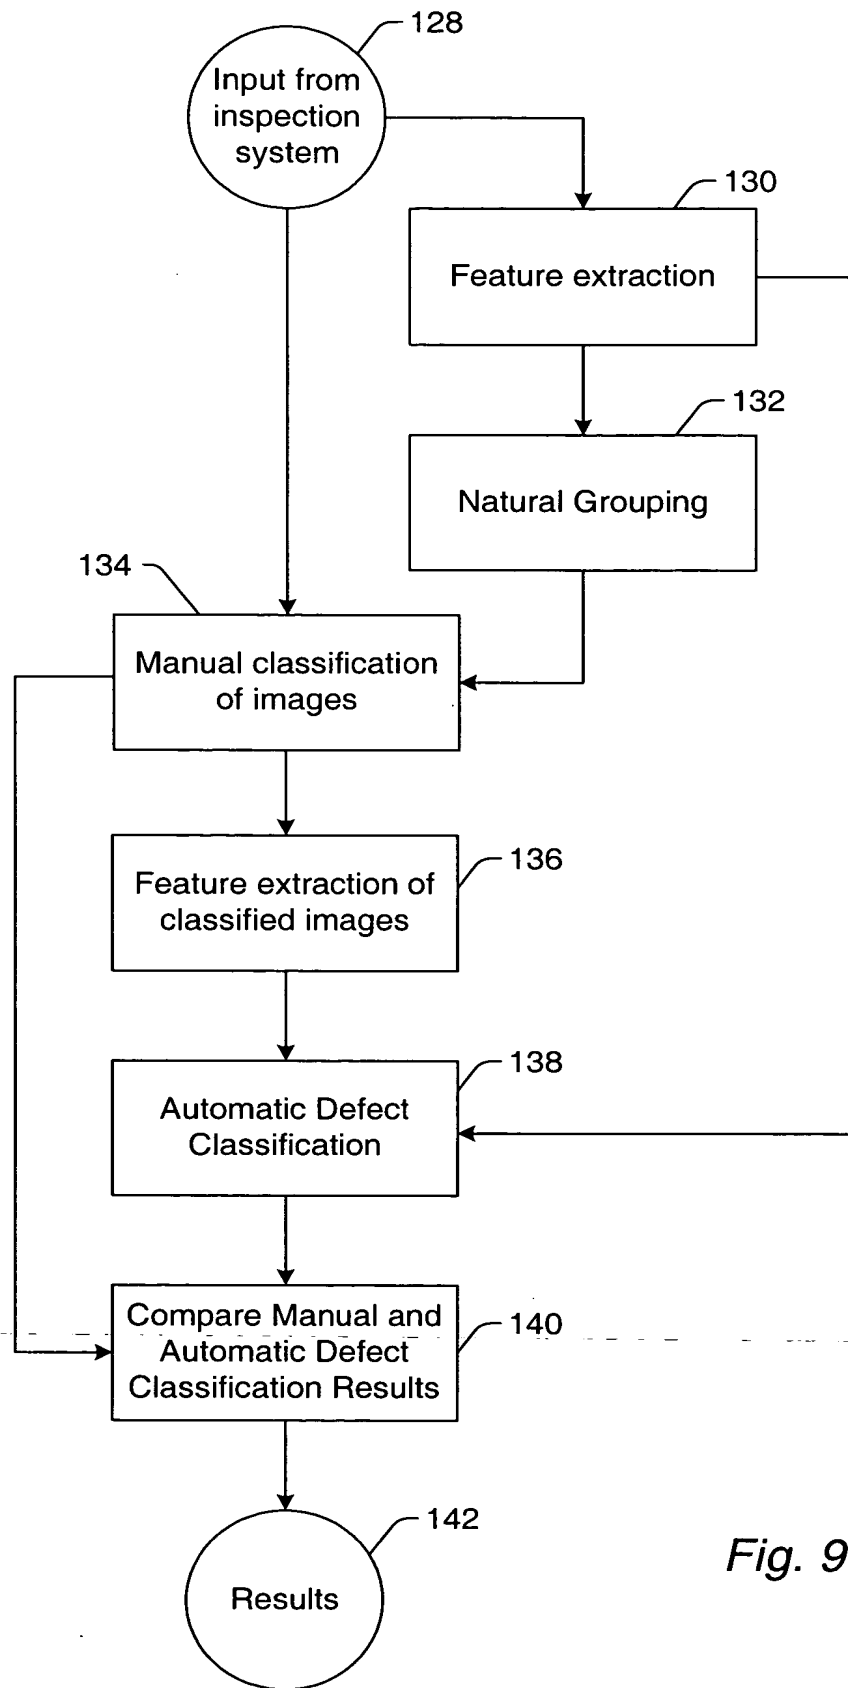 128
Input from
inspection
system
130
Feature extraction
132
Natural Grouping
134
Manual classification
of images
136
Feature extraction of
classified images
138
Automatic Defect
Classification
140
Compare Manual and
Automatic Defect
Classification Results
142
Results
Fig. 9